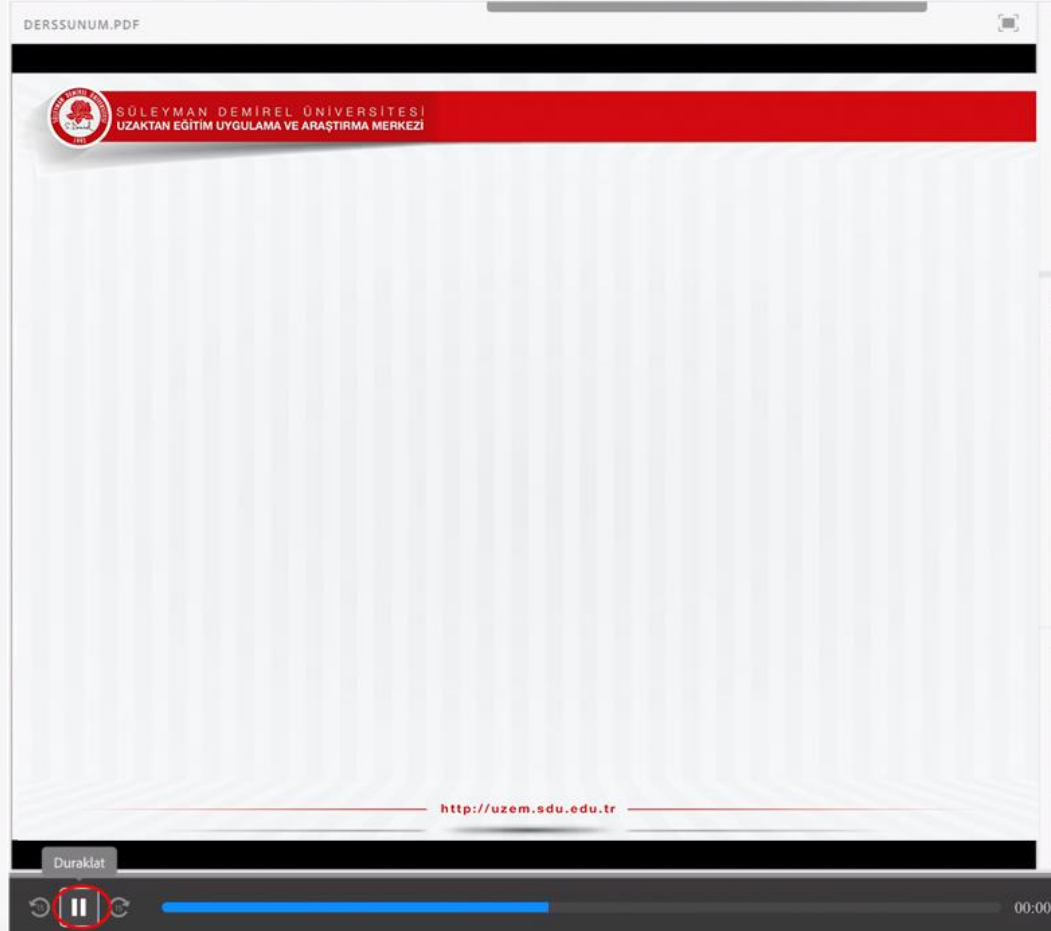 DERSSUNUM.PDF
SÜLEYMAN DEMİREL ÜNİVERSİTESİ
UZAKTAN EĞİTİM UYGULAMA VE ARAŞTIRMA MERKEZİ
1992
http://uzem.sdu.edu.tr
Duraklat
00:00